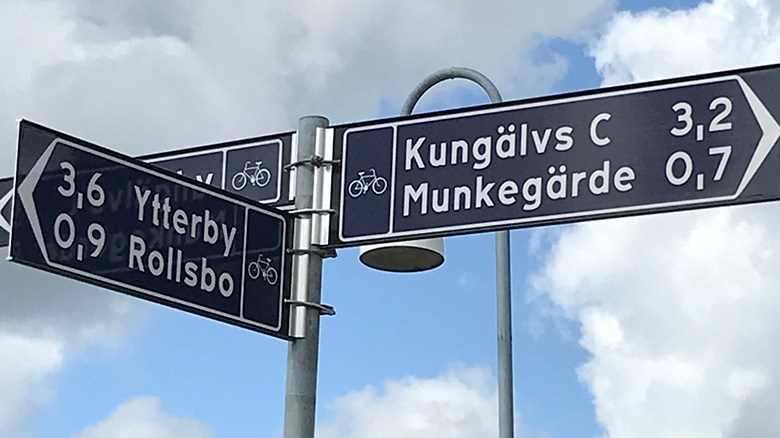 3,6 Ytterby
0,9 Rollsbo
Kungälvs C 3,2
Munkegärde 0,7